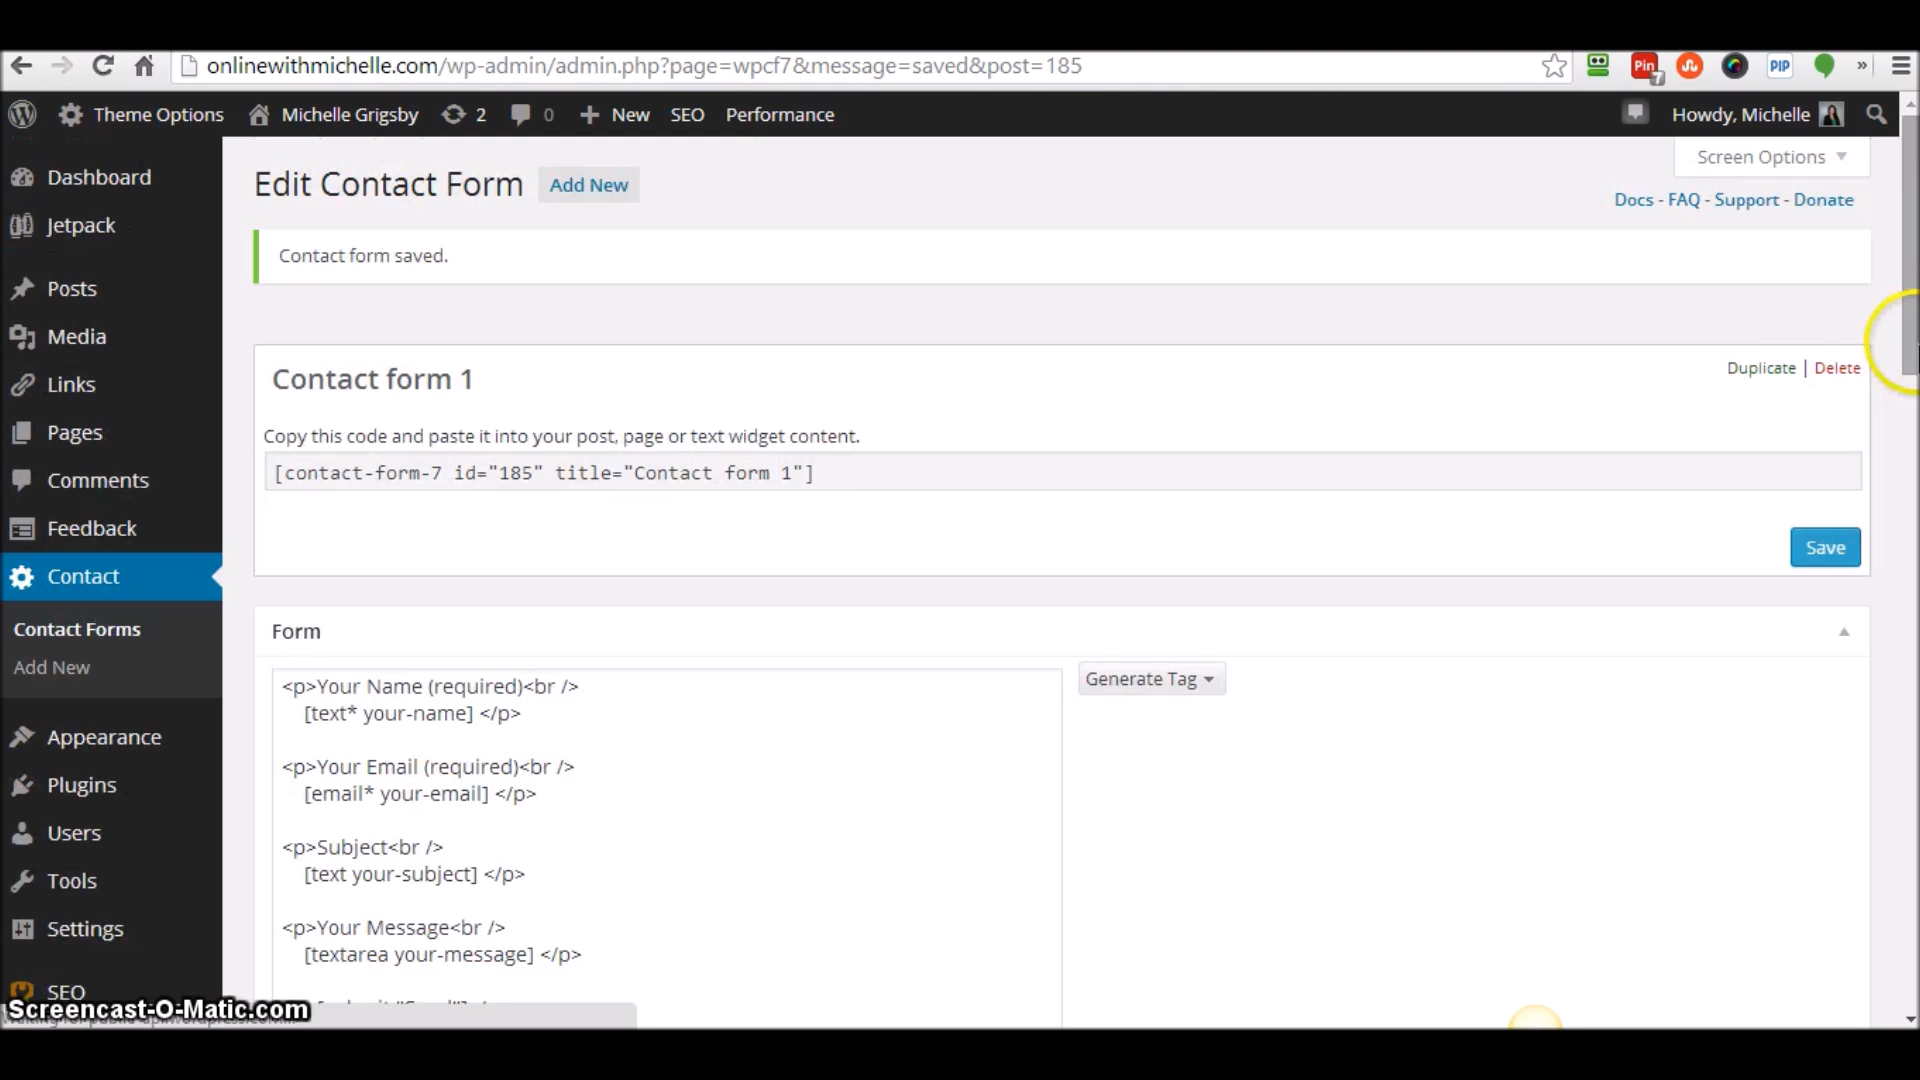 onlinewithmichelle.com/wp-admin/admin.php?page=wpcf7&message=saved&post=185
Pin
7
PIP
»
Theme Options
Michelle Grigsby
2
0
New
SEO
Performance
Howdy, Michelle
Dashboard
Jetpack
Posts
Media
Links
Pages
Comments
Feedback
Contact
Contact Forms
Add New
Appearance
Plugins
Users
Tools
Settings
SEO
Edit Contact Form
Add New
Screen Options
Docs - FAQ - Support - Donate
Contact form saved.
Contact form 1
Duplicate | Delete
Copy this code and paste it into your post, page or text widget content.
[contact-form-7 id="185" title="Contact form 1"]
Save
Form
<p>Your Name (required)<br />
[text* your-name] </p>
<p>Your Email (required)<br />
[email* your-email] </p>
<p>Subject<br />
[text your-subject] </p>
<p>Your Message<br />
[textarea your-message] </p>
Generate Tag
Screencast-O-Matic.com